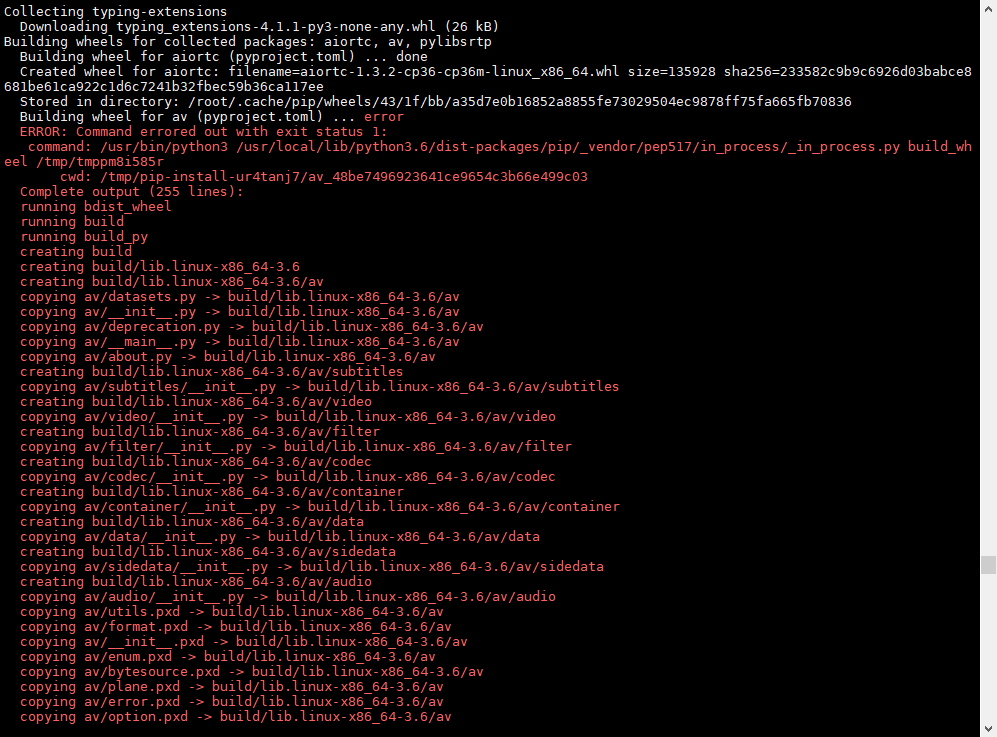 Collecting typing-extensions
  Downloading typing_extensions-4.1.1-py3-none-any.whl (26 kB)
Building wheels for collected packages: aiortc, av, pylibsrtp
  Building wheel for aiortc (pyproject.toml) ... done
  Created wheel for aiortc: filename=aiortc-1.3.2-cp36-cp36m-linux_x86_64.whl size=135928 sha256=233582c9b9c6926d03babce8
681be61ca922c1d6c7241b32fbec59b36ca117ee
  Stored in directory: /root/.cache/pip/wheels/43/1f/bb/a35d7e0b16852a8855fe73029504ec9878ff75fa665fb70836
  Building wheel for av (pyproject.toml) ... error
  ERROR: Command errored out with exit status 1:
   command: /usr/bin/python3 /usr/local/lib/python3.6/dist-packages/pip/_vendor/pep517/in_process/_in_process.py build_wh
eel /tmp/tmppm8i585r
       cwd: /tmp/pip-install-ur4tanj7/av_48be7496923641ce9654c3b66e499c03
  Complete output (255 lines):
  running bdist_wheel
  running build
  running build_py
  creating build
  creating build/lib.linux-x86_64-3.6
  creating build/lib.linux-x86_64-3.6/av
  copying av/datasets.py -> build/lib.linux-x86_64-3.6/av
  copying av/__init__.py -> build/lib.linux-x86_64-3.6/av
  copying av/deprecation.py -> build/lib.linux-x86_64-3.6/av
  copying av/__main__.py -> build/lib.linux-x86_64-3.6/av
  copying av/about.py -> build/lib.linux-x86_64-3.6/av
  creating build/lib.linux-x86_64-3.6/av/subtitles
  copying av/subtitles/__init__.py -> build/lib.linux-x86_64-3.6/av/subtitles
  creating build/lib.linux-x86_64-3.6/av/video
  copying av/video/__init__.py -> build/lib.linux-x86_64-3.6/av/video
  creating build/lib.linux-x86_64-3.6/av/filter
  copying av/filter/__init__.py -> build/lib.linux-x86_64-3.6/av/filter
  creating build/lib.linux-x86_64-3.6/av/codec
  copying av/codec/__init__.py -> build/lib.linux-x86_64-3.6/av/codec
  creating build/lib.linux-x86_64-3.6/av/container
  copying av/container/__init__.py -> build/lib.linux-x86_64-3.6/av/container
  creating build/lib.linux-x86_64-3.6/av/data
  copying av/data/__init__.py -> build/lib.linux-x86_64-3.6/av/data
  creating build/lib.linux-x86_64-3.6/av/sidedata
  copying av/sidedata/__init__.py -> build/lib.linux-x86_64-3.6/av/sidedata
  creating build/lib.linux-x86_64-3.6/av/audio
  copying av/audio/__init__.py -> build/lib.linux-x86_64-3.6/av/audio
  copying av/utils.pxd -> build/lib.linux-x86_64-3.6/av
  copying av/format.pxd -> build/lib.linux-x86_64-3.6/av
  copying av/__init__.pxd -> build/lib.linux-x86_64-3.6/av
  copying av/enum.pxd -> build/lib.linux-x86_64-3.6/av
  copying av/bytesource.pxd -> build/lib.linux-x86_64-3.6/av
  copying av/plane.pxd -> build/lib.linux-x86_64-3.6/av
  copying av/error.pxd -> build/lib.linux-x86_64-3.6/av
  copying av/option.pxd -> build/lib.linux-x86_64-3.6/av